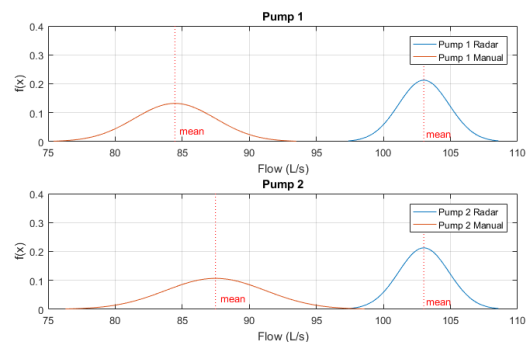 Pump 1
0.4
0.3
0.2
0.1
0
f(x)
Pump 1 Radar
Pump 1 Manual
mean
mean
75 80 85 90 95 100 105 110
Flow (L/s)
Pump 2
0.4
0.3
0.2
0.1
0
f(x)
Pump 2 Radar
Pump 2 Manual
mean
mean
75 80 85 90 95 100 105 110
Flow (L/s)